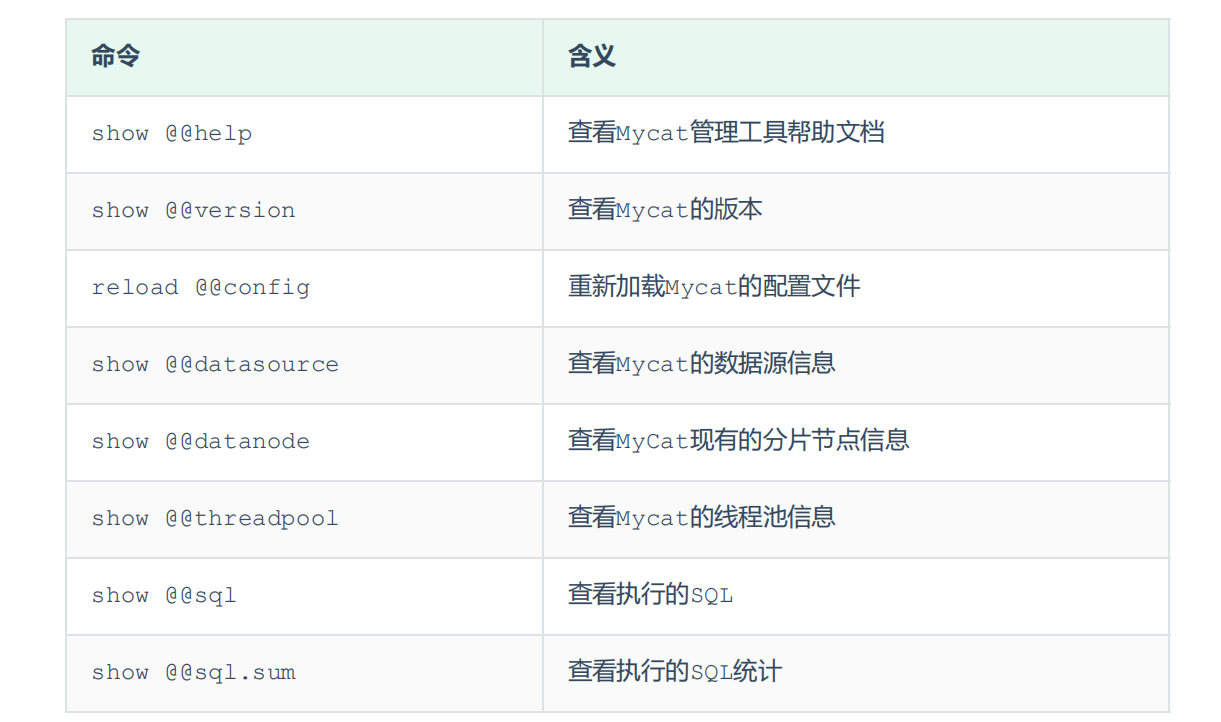 命令 含义
show @@help 查看Mycat管理工具帮助文档
show @@version 查看Mycat的版本
reload @@config 重新加载Mycat的配置文件
show @@datasource 查看Mycat的数据源信息
show @@datanode 查看MyCat现有的分片节点信息
show @@threadpool 查看Mycat的线程池信息
show @@sql 查看执行的SQL
show @@sql.sum 查看执行的SQL统计